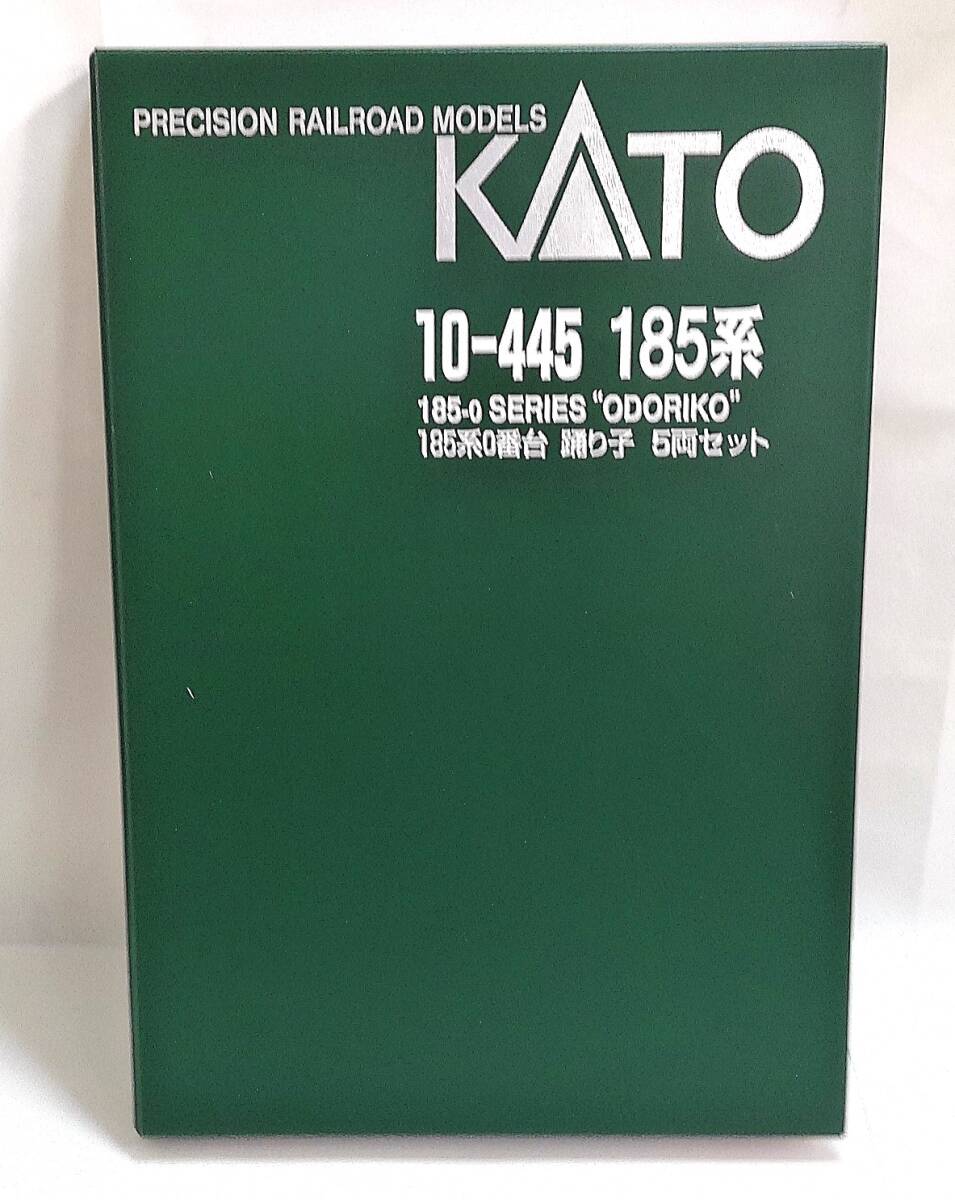 PRECISION RAILROAD MODELS
KATO
10-445 185系
185-0 SERIES "ODORIKO"
185系0番台 踊り子 5両セット